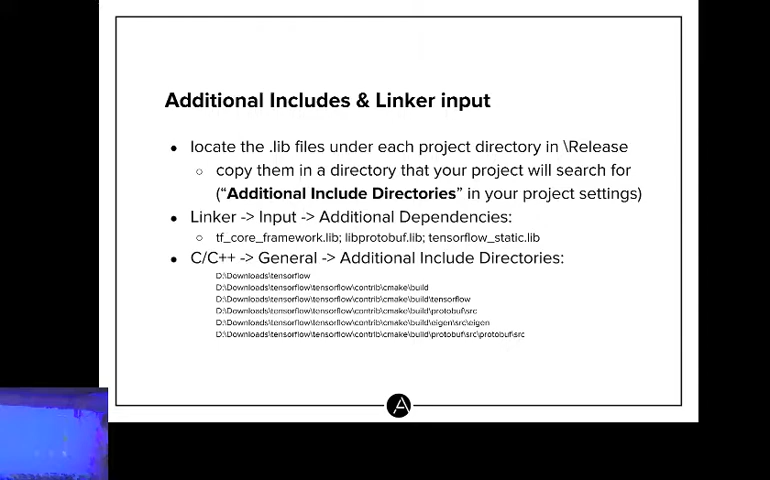 Additional Includes & Linker input
● locate the .lib files under each project directory in \Release
○ copy them in a directory that your project will search for
("Additional Include Directories" in your project settings)
● Linker -> Input -> Additional Dependencies:
○ tf_core_framework.lib; libprotobuf.lib; tensorflow_static.lib
● C/C++ -> General -> Additional Include Directories:
D:\Downloads\tensorflow
D:\Downloads\tensorflow\tensorflow\contrib\cmake\build
D:\Downloads\tensorflow\tensorflow\contrib\cmake\build\tensorflow
D:\Downloads\tensorflow\tensorflow\contrib\cmake\build\protobuf\src
D:\Downloads\tensorflow\tensorflow\contrib\cmake\build\eigen\src\eigen
D:\Downloads\tensorflow\tensorflow\contrib\cmake\build\protobuf\src\protobuf\src